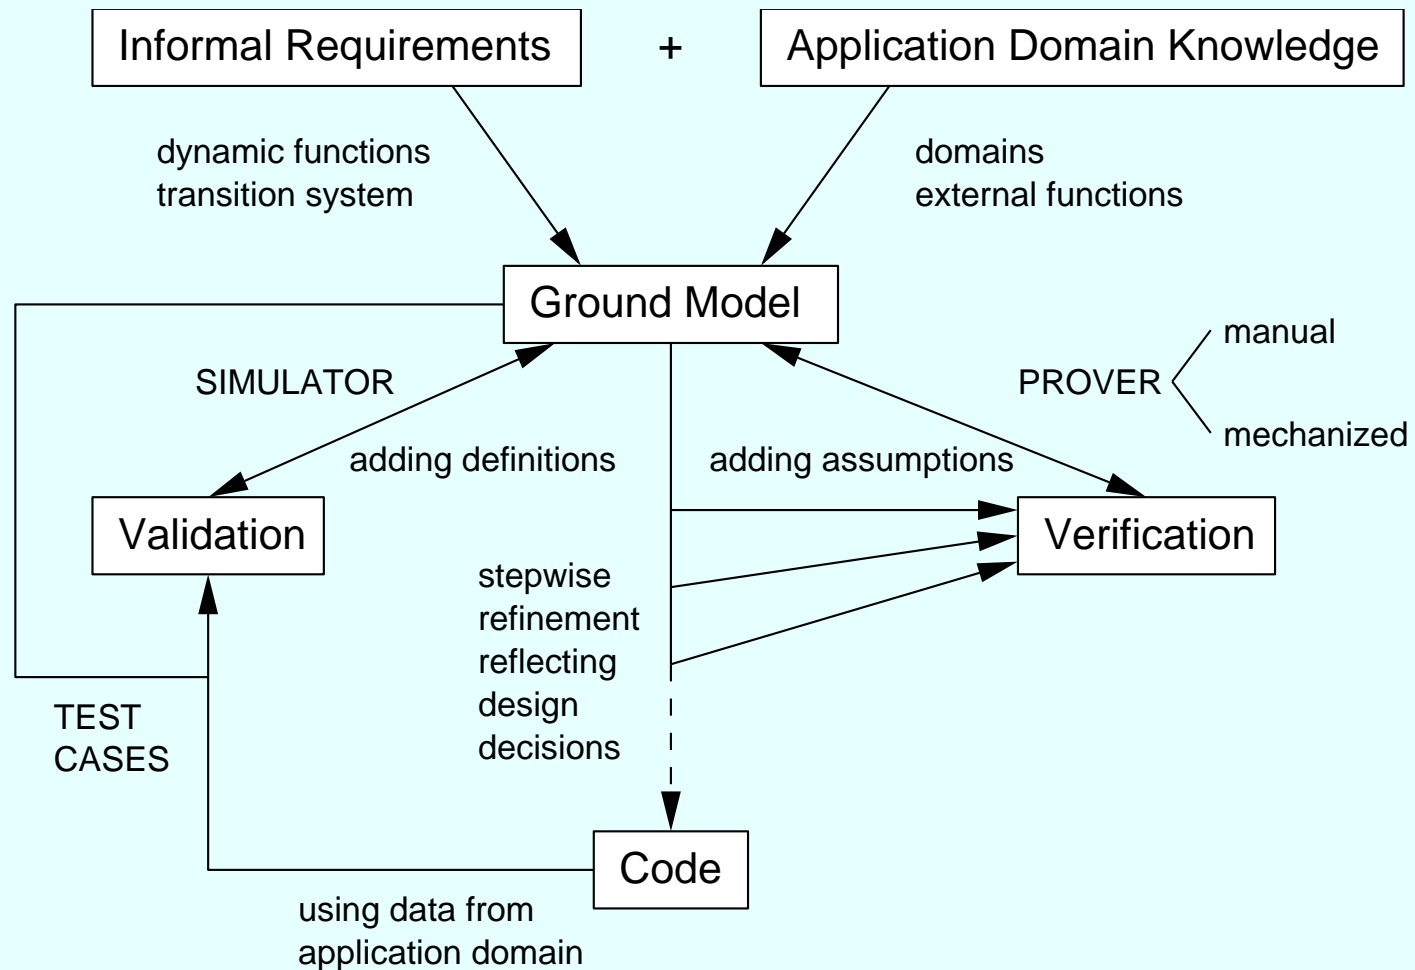 Informal Requirements
+
Application Domain Knowledge
dynamic functions
transition system
domains
external functions
Ground Model
manual
SIMULATOR
PROVER
mechanized
adding definitions
adding assumptions
Validation
Verification
stepwise
refinement
reflecting
design
decisions
TEST
CASES
Code
using data from
application domain